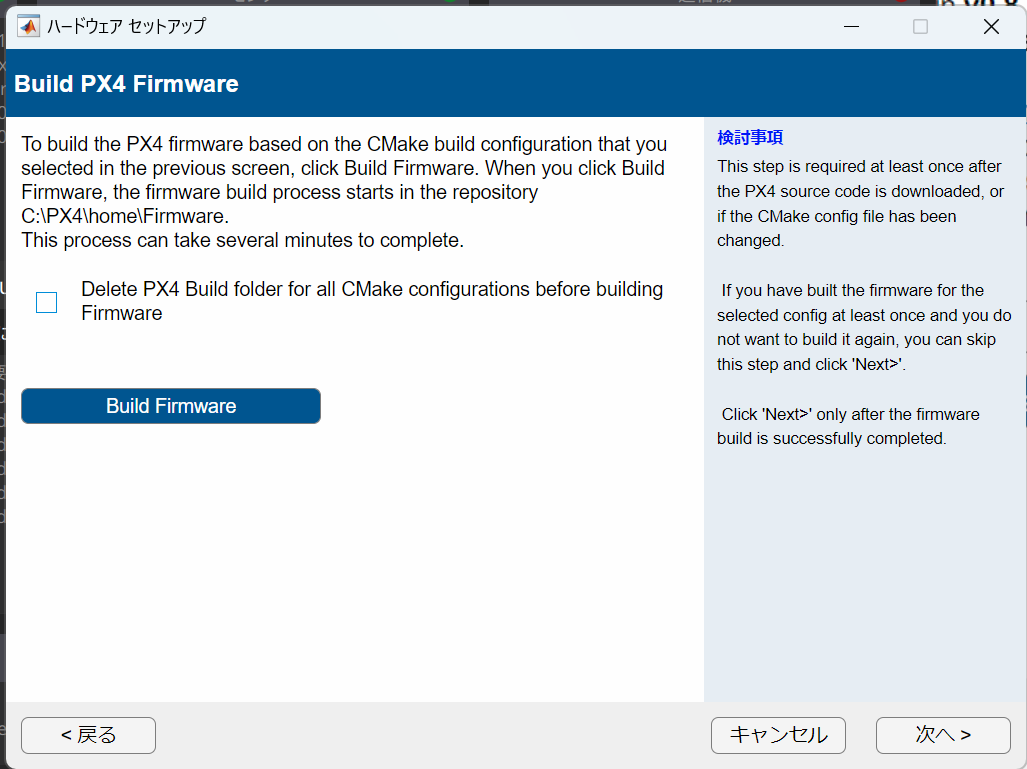 ハードウェア セットアップ
Build PX4 Firmware
To build the PX4 firmware based on the CMake build configuration that you
selected in the previous screen, click Build Firmware. When you click Build
Firmware, the firmware build process starts in the repository
C:\PX4\home\Firmware.
This process can take several minutes to complete.
Delete PX4 Build folder for all CMake configurations before building
Firmware
Build Firmware
検討事項
This step is required at least once after
the PX4 source code is downloaded, or
if the CMake config file has been
changed.
If you have built the firmware for the
selected config at least once and you do
not want to build it again, you can skip
this step and click 'Next>'.
Click 'Next>' only after the firmware
build is successfully completed.
< 戻る
キャンセル
次へ >